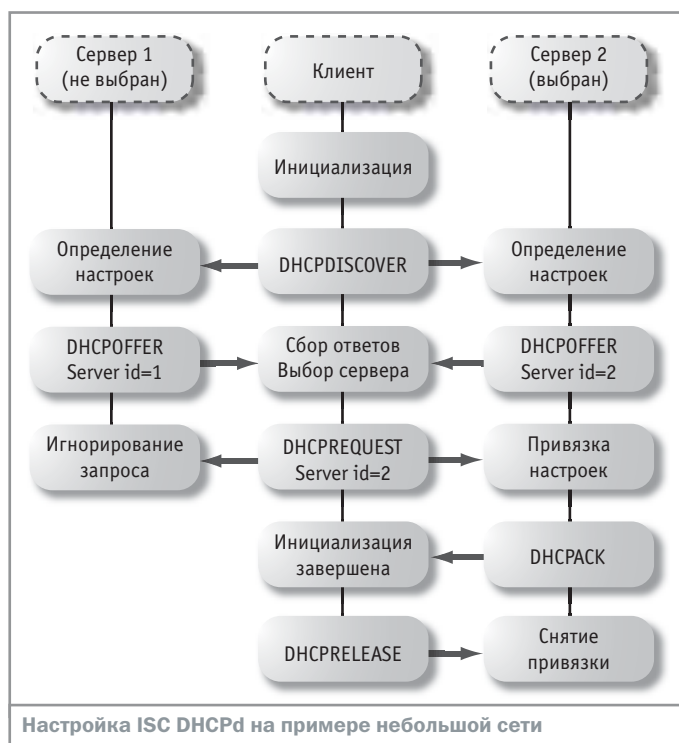 Сервер 1
(не выбран)
Клиент
Сервер 2
(выбран)
Инициализация
Определение
настроек
DHCPDISCOVER
Определение
настроек
DHCPOFFER
Server id=1
Сбор ответов
Выбор сервера
DHCPOFFER
Server id=2
Игнорирование
запроса
DHCPREQUEST
Server id=2
Привязка
настроек
Инициализация
завершена
DHCPACK
DHCPRELEASE
Снятие
привязки
Настройка ISC DHCPd на примере небольшой сети